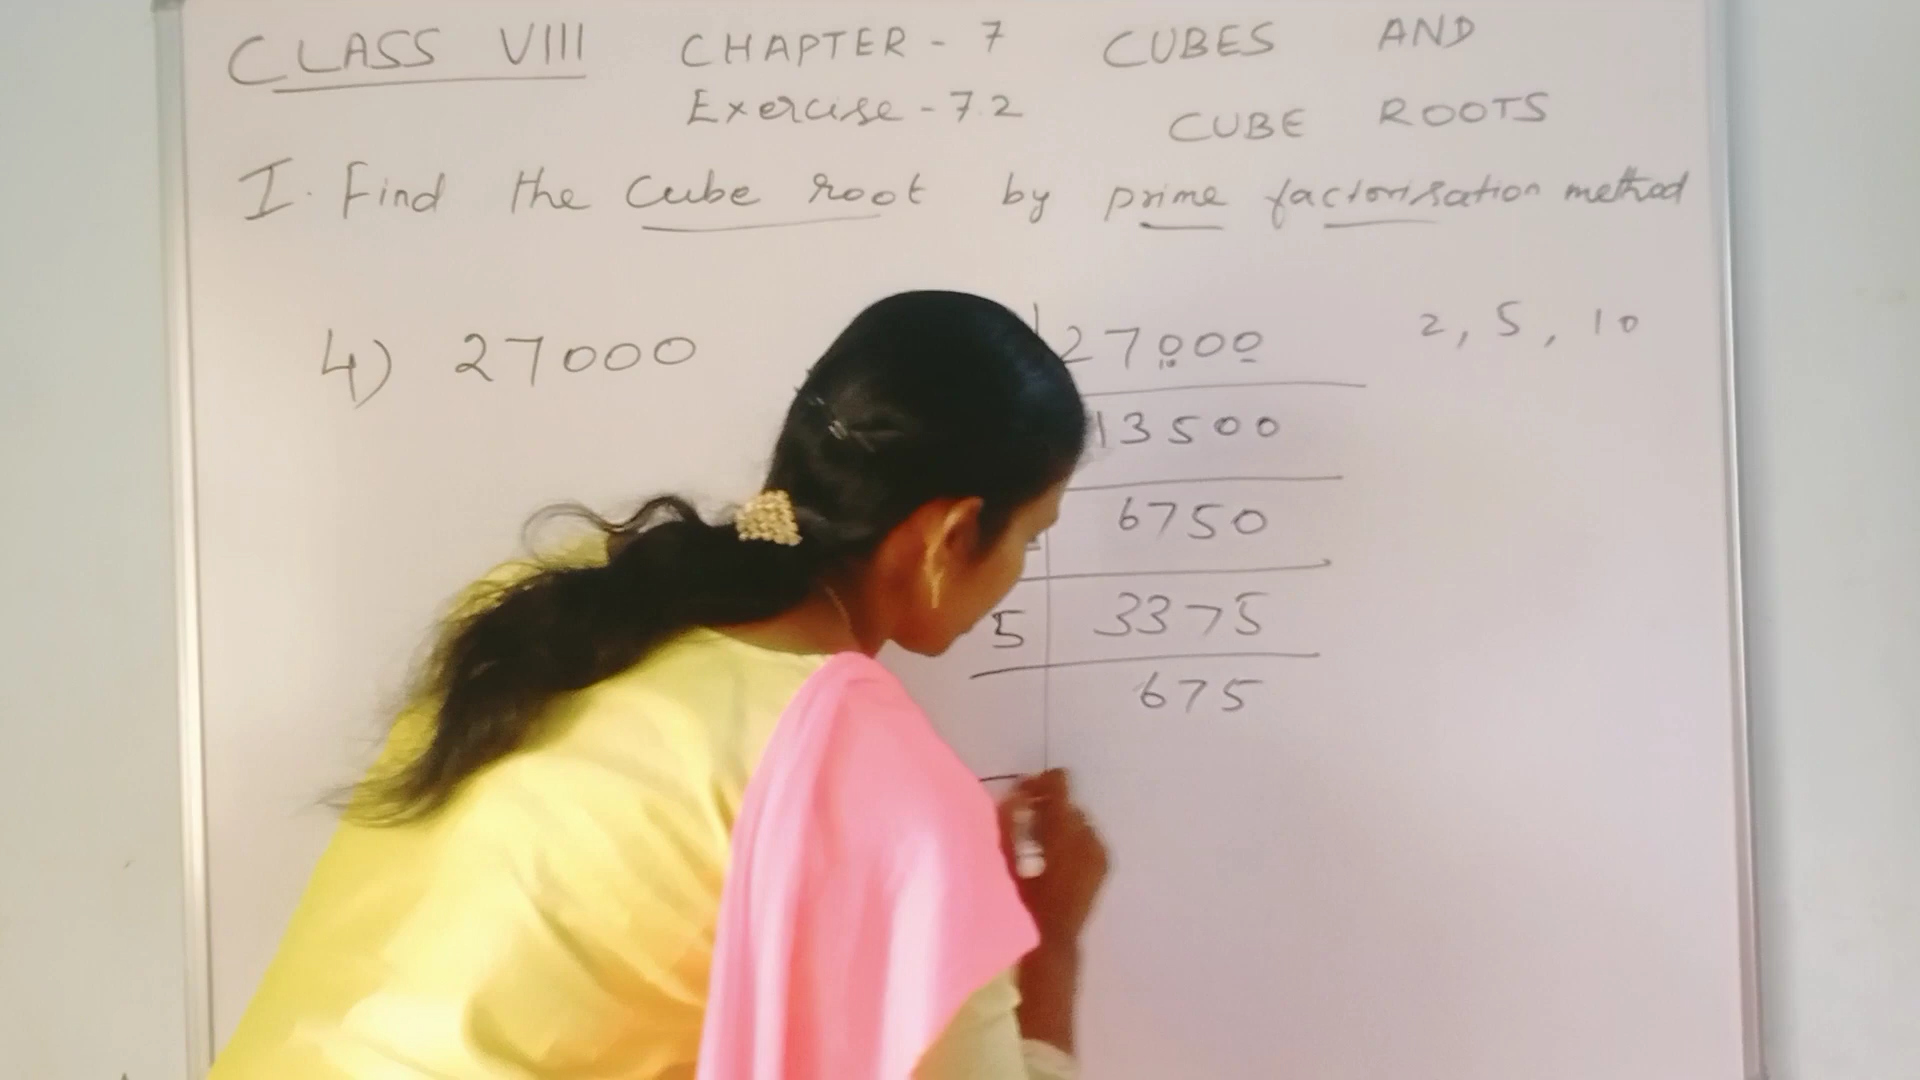 CLASS VIII CHAPTER - 7 CUBES AND
Exercise - 7.2 CUBE ROOTS
I. Find the cube root by prime factorisation method
4) 27000
27000
13500
6750
5 3375
675
2, 5, 10